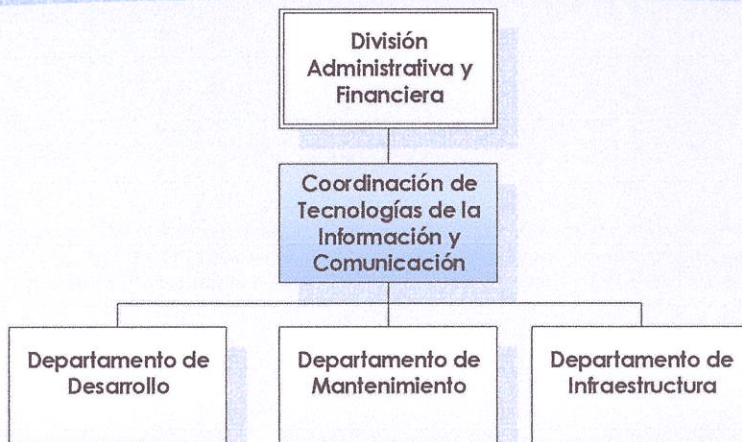 División
Administrativa y
Financiera
Coordinación de
Tecnologías de la
Información y
Comunicación
Departamento de
Desarrollo
Departamento de
Mantenimiento
Departamento de
Infraestructura